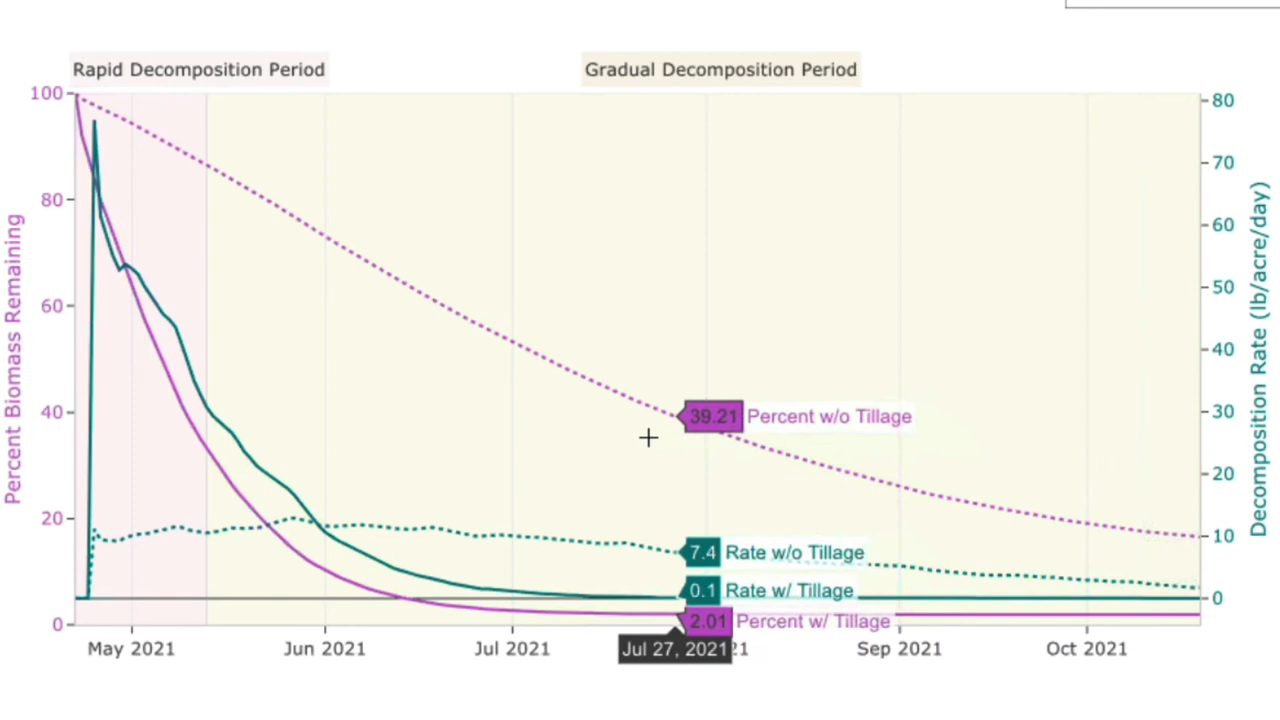 Rapid Decomposition Period
Gradual Decomposition Period
100
80
60
40
20
0
Percent Biomass Remaining
80
70
60
50
40
30
20
10
0
Decomposition Rate (lb/acre/day)
39.21 Percent w/o Tillage
7.4 Rate w/o Tillage
0.1 Rate w/ Tillage
2.01 Percent w/ Tillage
May 2021
Jun 2021
Jul 2021
Jul 27, 2021
21
Sep 2021
Oct 2021